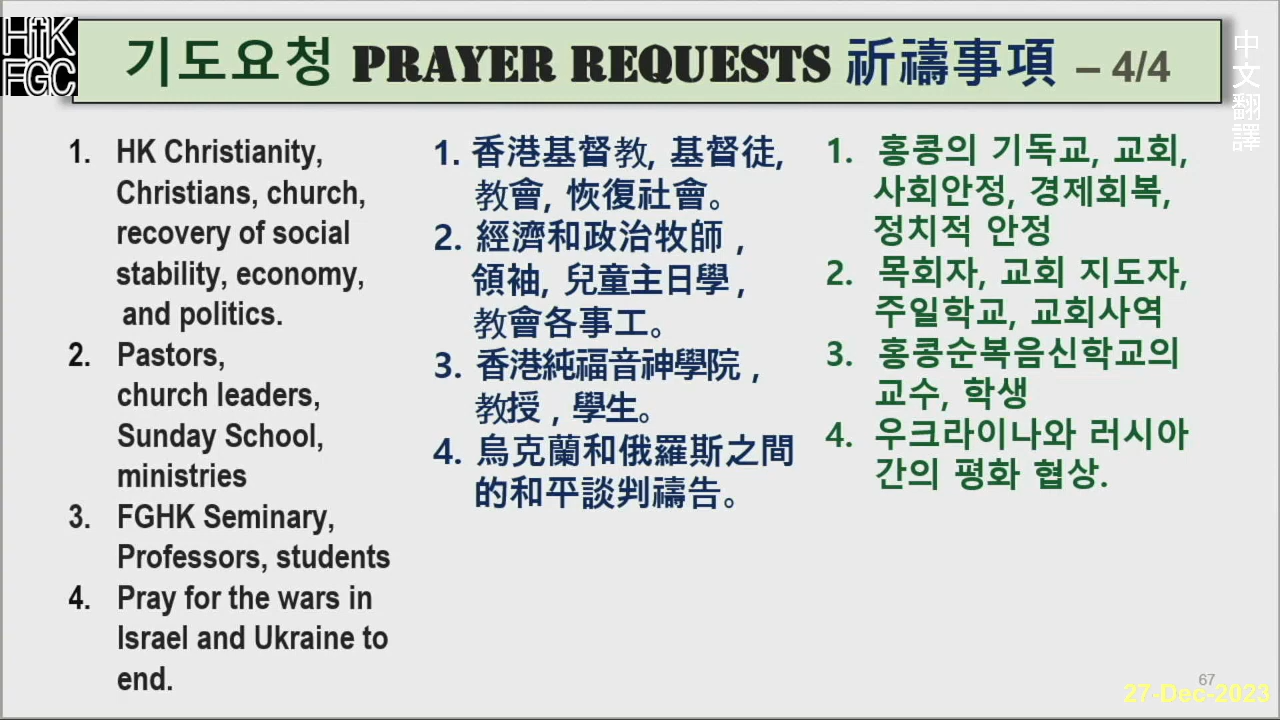 HfK
FGC
기도요청 PRAYER REQUESTS 祈禱事項 – 4/4
中文翻譯
1. HK Christianity,
Christians, church,
recovery of social
stability, economy,
and politics.
2. Pastors,
church leaders,
Sunday School,
ministries
3. FGHK Seminary,
Professors, students
4. Pray for the wars in
Israel and Ukraine to
end.
1. 香港基督教, 基督徒,
教會, 恢復社會。
2. 經濟和政治牧師 ,
領袖, 兒童主日學 ,
教會各事工。
3. 香港純福音神學院 ,
教授 , 學生。
4. 烏克蘭和俄羅斯之間
的和平談判禱告。
1. 홍콩의 기독교, 교회,
사회안정, 경제회복,
정치적 안정
2. 목회자, 교회 지도자,
주일학교, 교회사역
3. 홍콩순복음신학교의
교수, 학생
4. 우크라이나와 러시아
간의 평화 협상.
67
27-Dec-2023